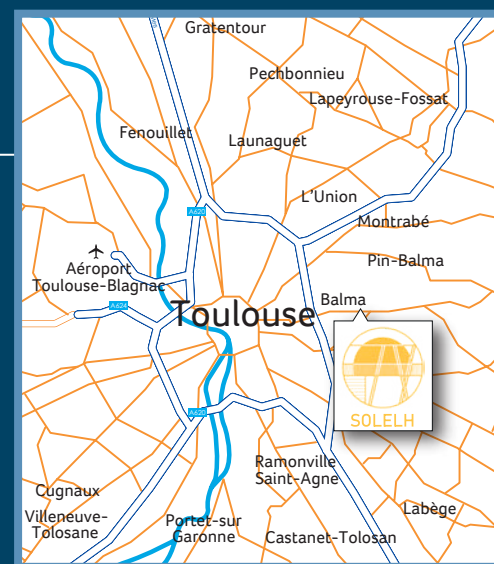 Gratentour
Pechbonnieu
Lapeyrouse-Fossat
Fenouillet
Launaguet
L'Union
A620
Montrabé
Pin-Balma
Aéroport
Toulouse-Blagnac
Balma
A624
Toulouse
SOLELH
A620
Ramonville
Saint-Agne
Cugnaux
Labège
Villeneuve-
Tolosane
Portet-sur
Garonne
Castanet-Tolosan